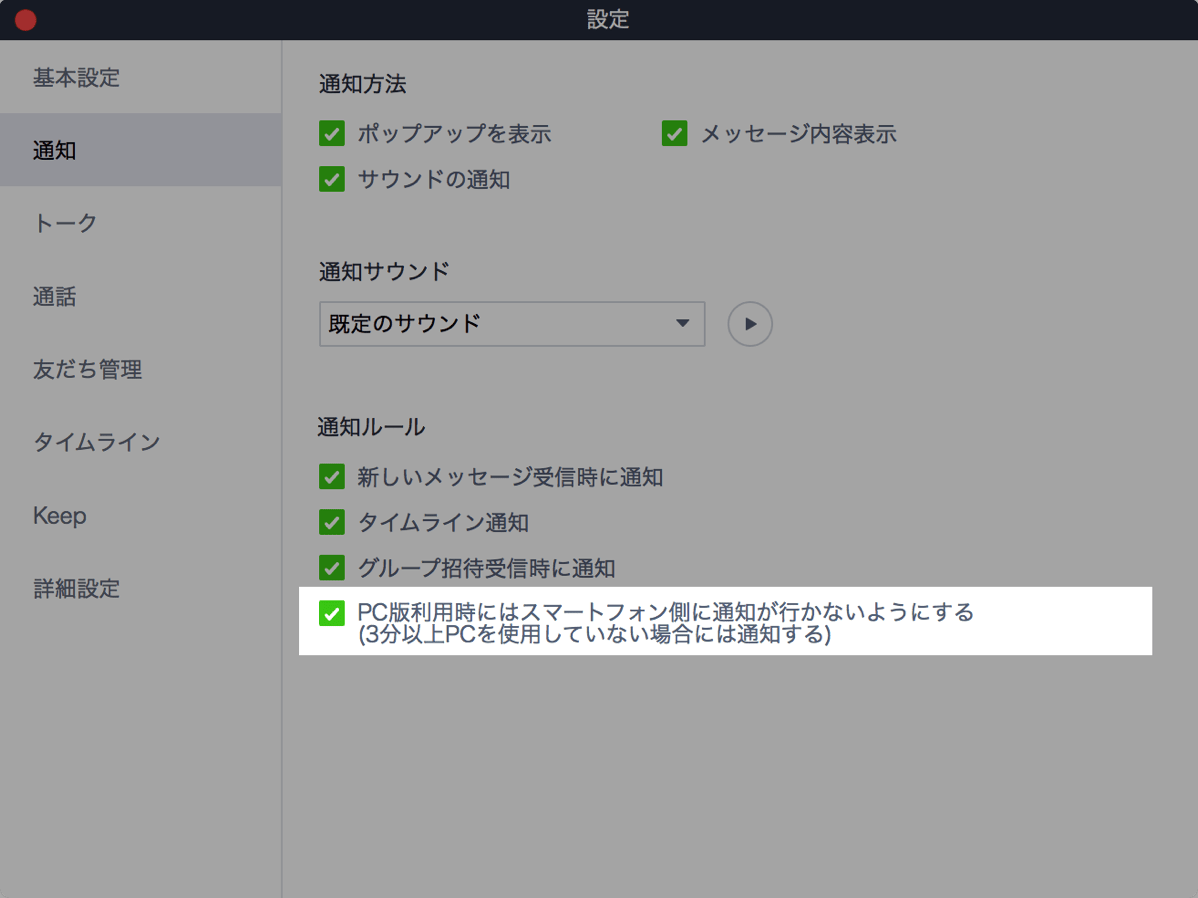 設定
基本設定
通知
トーク
通話
友だち管理
タイムライン
Keep
詳細設定
通知方法
ポップアップを表示
メッセージ内容表示
サウンドの通知
通知サウンド
既定のサウンド
通知ルール
新しいメッセージ受信時に通知
タイムライン通知
グループ招待受信時に通知
PC版利用時にはスマートフォン側に通知が行かないようにする
(3分以上PCを使用していない場合には通知する)